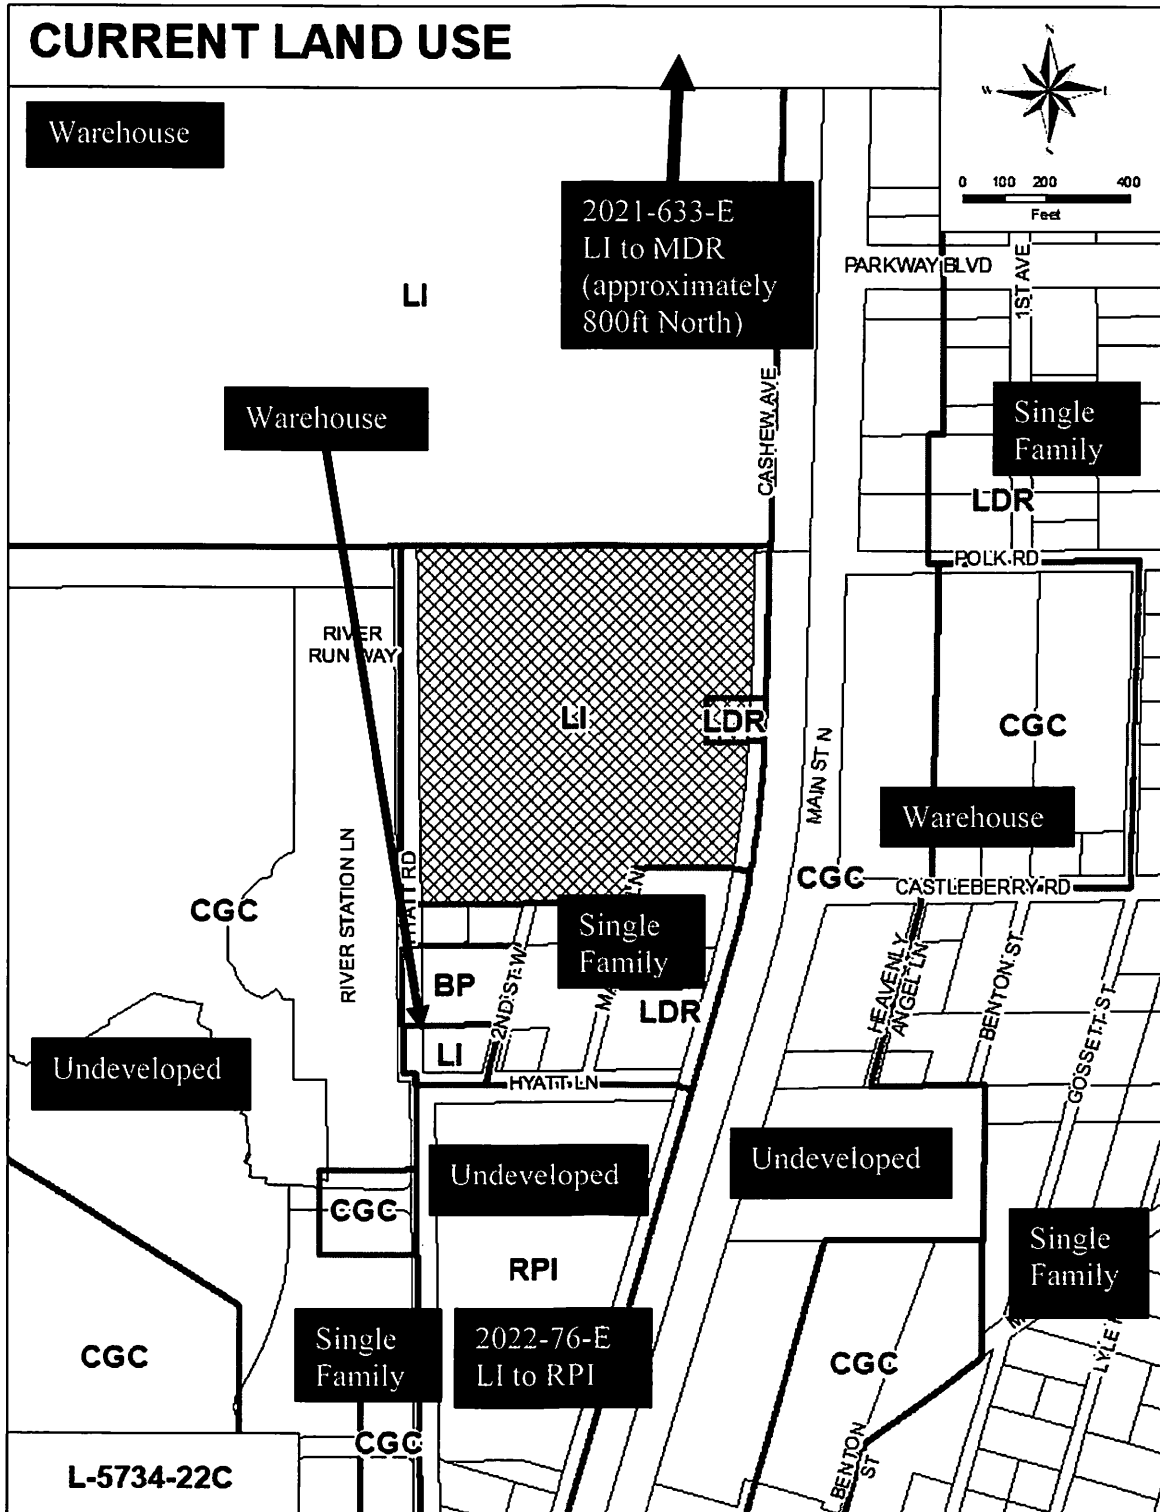 CURRENT LAND USE
N
W
S
0 100 200 400
Feet
Warehouse
2021-633-E
LI to MDR
(approximately
800ft North)
PARKWAY BLVD
1ST AVE
LI
Warehouse
CASHEW AVE
Single
Family
LDR
POLK RD
RIVER
RUN WAY
LI
LDR
CGC
MAIN ST N
Warehouse
CGC
CASTLEBERRY RD
CGC
RIVER STATION LN
Single
Family
BP
2ND ST W
LDR
LI
HYATT LN
HEAVENLY
ANGEL LN
BENTON ST
GOSSETT ST
Undeveloped
Undeveloped
Undeveloped
CGC
RPI
Single
Family
CGC
Single
Family
2022-76-E
LI to RPI
CGC
CGC
BENTON
ST
L-5734-22C